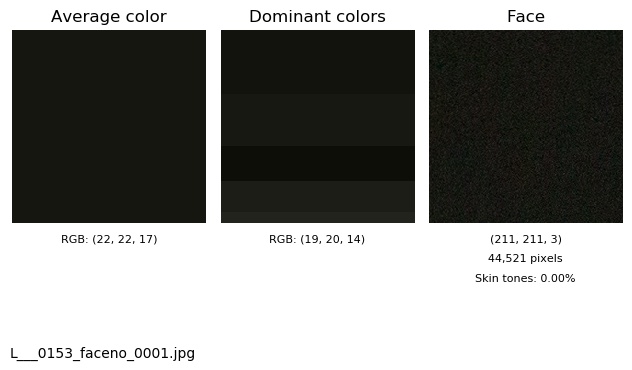 Average color
Dominant colors
Face
RGB: (22, 22, 17)
RGB: (19, 20, 14)
(211, 211, 3)
44,521 pixels
Skin tones: 0.00%
L___0153_faceno_0001.jpg